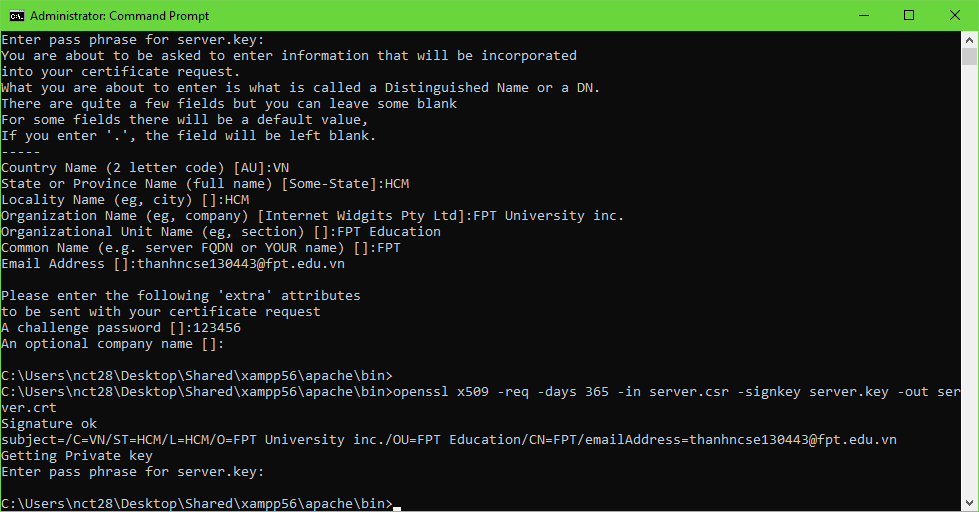 Administrator: Command Prompt
Enter pass phrase for server.key:
You are about to be asked to enter information that will be incorporated
into your certificate request.
What you are about to enter is what is called a Distinguished Name or a DN.
There are quite a few fields but you can leave some blank
For some fields there will be a default value,
If you enter '.', the field will be left blank.
-----
Country Name (2 letter code) [AU]:VN
State or Province Name (full name) [Some-State]:HCM
Locality Name (eg, city) []:HCM
Organization Name (eg, company) [Internet Widgits Pty Ltd]:FPT University inc.
Organizational Unit Name (eg, section) []:FPT Education
Common Name (e.g. server FQDN or YOUR name) []:FPT
Email Address []:thanhncse130443@fpt.edu.vn
Please enter the following 'extra' attributes
to be sent with your certificate request
A challenge password []:123456
An optional company name []:
C:\Users\nct28\Desktop\Shared\xampp56\apache\bin>
C:\Users\nct28\Desktop\Shared\xampp56\apache\bin>openssl x509 -req -days 365 -in server.csr -signkey server.key -out ser
ver.crt
Signature ok
subject=/C=VN/ST=HCM/L=HCM/O=FPT University inc./OU=FPT Education/CN=FPT/emailAddress=thanhncse130443@fpt.edu.vn
Getting Private key
Enter pass phrase for server.key:
C:\Users\nct28\Desktop\Shared\xampp56\apache\bin>